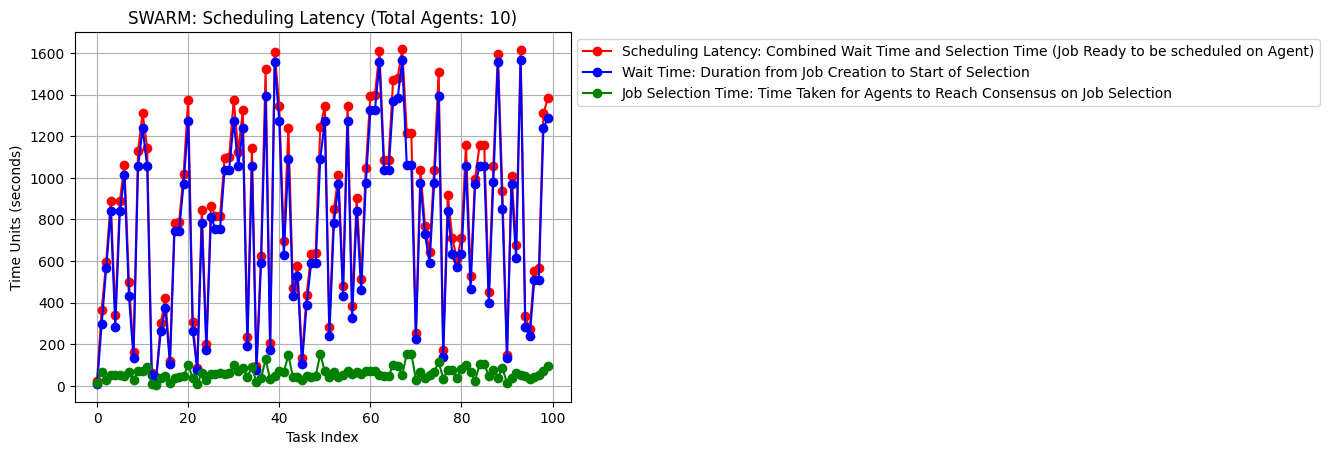 SWARM: Scheduling Latency (Total Agents: 10)
Scheduling Latency: Combined Wait Time and Selection Time (Job Ready to be scheduled on Agent)
Wait Time: Duration from Job Creation to Start of Selection
Job Selection Time: Time Taken for Agents to Reach Consensus on Job Selection
Time Units (seconds)
1600
1400
1200
1000
800
600
400
200
0
0 20 40 60 80 100
Task Index